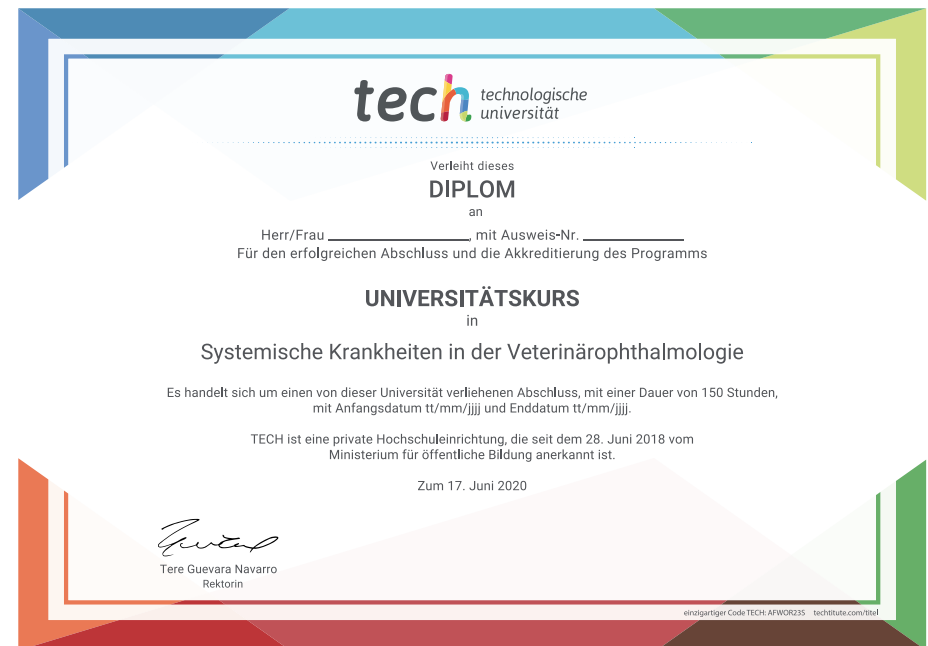 tech technologische
universität
Verleiht dieses
DIPLOM
an
Herr/Frau ____________, mit Ausweis-Nr. ____________
Für den erfolgreichen Abschluss und die Akkreditierung des Programms
UNIVERSITÄTSKURS
in
Systemische Krankheiten in der Veterinärophthalmologie
Es handelt sich um einen von dieser Universität verliehenen Abschluss, mit einer Dauer von 150 Stunden,
mit Anfangsdatum tt/mm/jjjj und Enddatum tt/mm/jjjj.
TECH ist eine private Hochschuleinrichtung, die seit dem 28. Juni 2018 vom
Ministerium für öffentliche Bildung anerkannt ist.
Zum 17. Juni 2020
Tere Guevara Navarro
Rektorin
einzigartiger Code TECH: AFWOR23S techtitute.com/titel